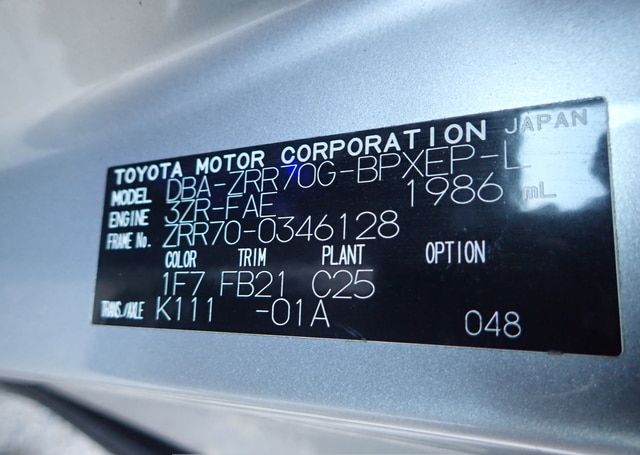 TOYOTA MOTOR CORPORATION JAPAN
MODEL DBA-ZRR70G-BPXEP-L
ENGINE 3ZR-FAE 1986 mL
FRAME No. ZRR70-0346128
COLOR TRIM PLANT OPTION
1F7 FB21 C25
TRANS./AXLE K111 -01A 048